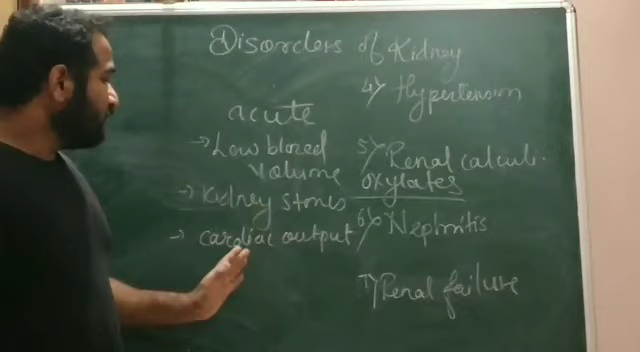 Disorders of Kidney
acute
→ Low blood
volume
→ Kidney stones
→ cardiac output
4) Hypertension
5) Renal calculi.
oxylates
6) Nephritis
7) Renal failure